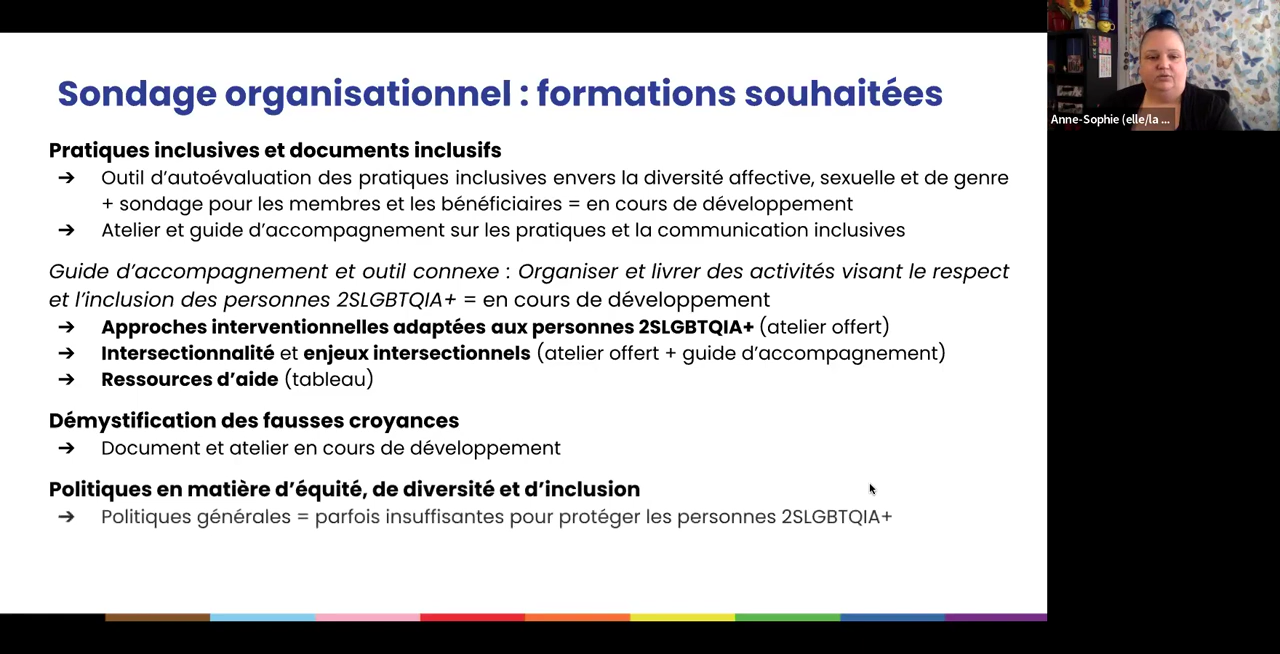 Sondage organisationnel : formations souhaitées
Pratiques inclusives et documents inclusifs
➔ Outil d’autoévaluation des pratiques inclusives envers la diversité affective, sexuelle et de genre
+ sondage pour les membres et les bénéficiaires = en cours de développement
➔ Atelier et guide d’accompagnement sur les pratiques et la communication inclusives
Guide d’accompagnement et outil connexe : Organiser et livrer des activités visant le respect
et l’inclusion des personnes 2SLGBTQIA+ = en cours de développement
➔ Approches interventionnelles adaptées aux personnes 2SLGBTQIA+ (atelier offert)
➔ Intersectionnalité et enjeux intersectionnels (atelier offert + guide d’accompagnement)
➔ Ressources d’aide (tableau)
Démystification des fausses croyances
➔ Document et atelier en cours de développement
Politiques en matière d’équité, de diversité et d’inclusion
➔ Politiques générales = parfois insuffisantes pour protéger les personnes 2SLGBTQIA+
Anne-Sophie (elle/la ...